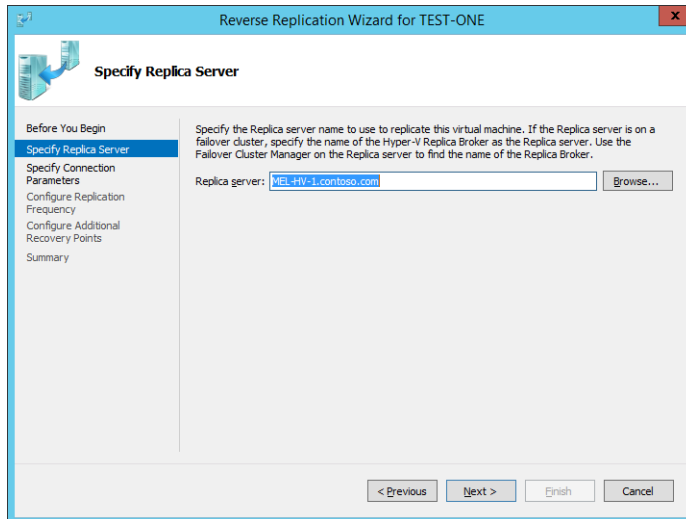 Reverse Replication Wizard for TEST-ONE
x
Specify Replica Server
Before You Begin
Specify Replica Server
Specify Connection
Parameters
Configure Replication
Frequency
Configure Additional
Recovery Points
Summary
Specify the Replica server name to use to replicate this virtual machine. If the Replica server is on a
failover cluster, specify the name of the Hyper-V Replica Broker as the Replica server. Use the
Failover Cluster Manager on the Replica server to find the name of the Replica Broker.
Replica server: MEL-HV-1.contoso.com Browse...
< Previous Next > Finish Cancel